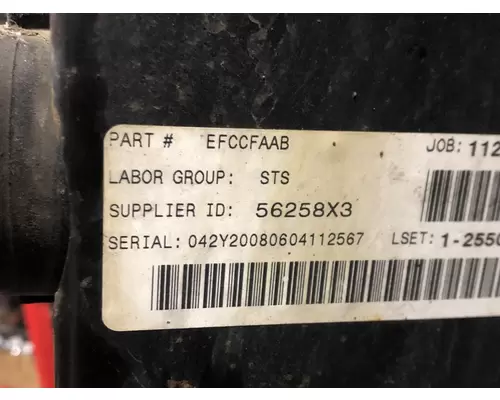 PART # EFCCFAAB JOB: 112
LABOR GROUP: STS
SUPPLIER ID: 56258X3
SERIAL: 042Y20080604112567 LSET: 1-2550